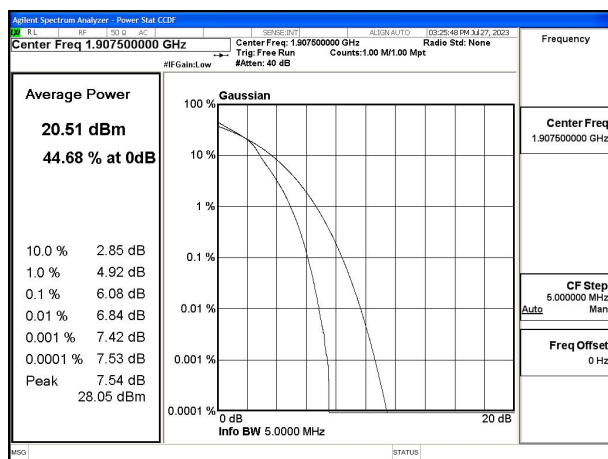 Agilent Spectrum Analyzer - Power Stat CCDF
RL RF 50 Ω AC SENSE:INT ALIGN AUTO 03:25:48 PM Jul 27, 2023
Center Freq 1.907500000 GHz
Center Freq: 1.907500000 GHz Radio Std: None
Trig: Free Run Counts:1.00 M/1.00 Mpt
#IFGain:Low #Atten: 40 dB
Frequency
Center Freq
1.907500000 GHz
CF Step
5.000000 MHz
Auto Man
Freq Offset
0 Hz
Average Power
20.51 dBm
44.68 % at 0dB
10.0 % 2.85 dB
1.0 % 4.92 dB
0.1 % 6.08 dB
0.01 % 6.84 dB
0.001 % 7.42 dB
0.0001 % 7.53 dB
Peak 7.54 dB
28.05 dBm
Gaussian
100 %
10 %
1 %
0.1 %
0.01 %
0.001 %
0.0001 %
0 dB 20 dB
Info BW 5.0000 MHz
MSG STATUS